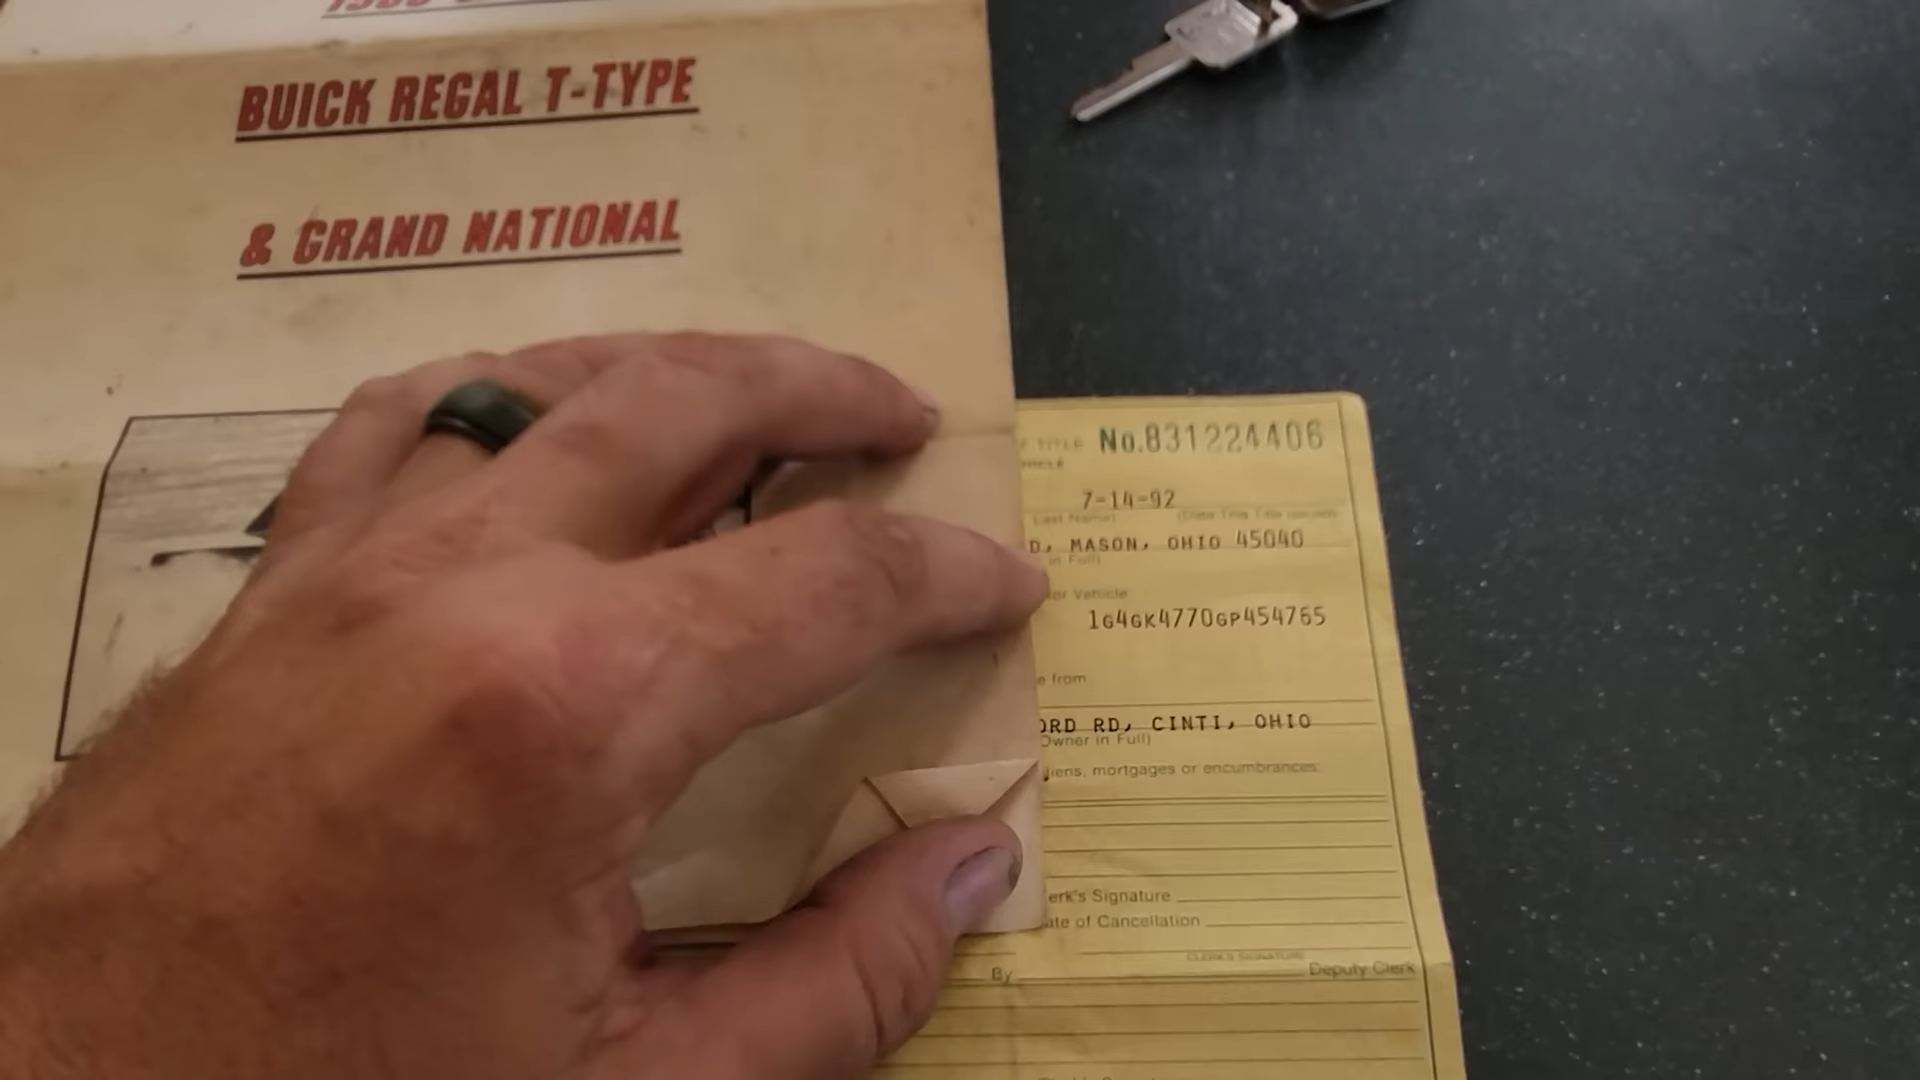 BUICK REGAL T-TYPE
& GRAND NATIONAL
TITLE No.831224406
7-14-92
Last Name) (Date This Title Issued)
D, MASON, OHIO 45040
in Full)
Vehicle
1G4GK4770GP454765
e from
ORD RD, CINTI, OHIO
Owner in Full)
liens, mortgages or encumbrances:
erk's Signature
ate of Cancellation
CLERK'S SIGNATURE
By Deputy Clerk